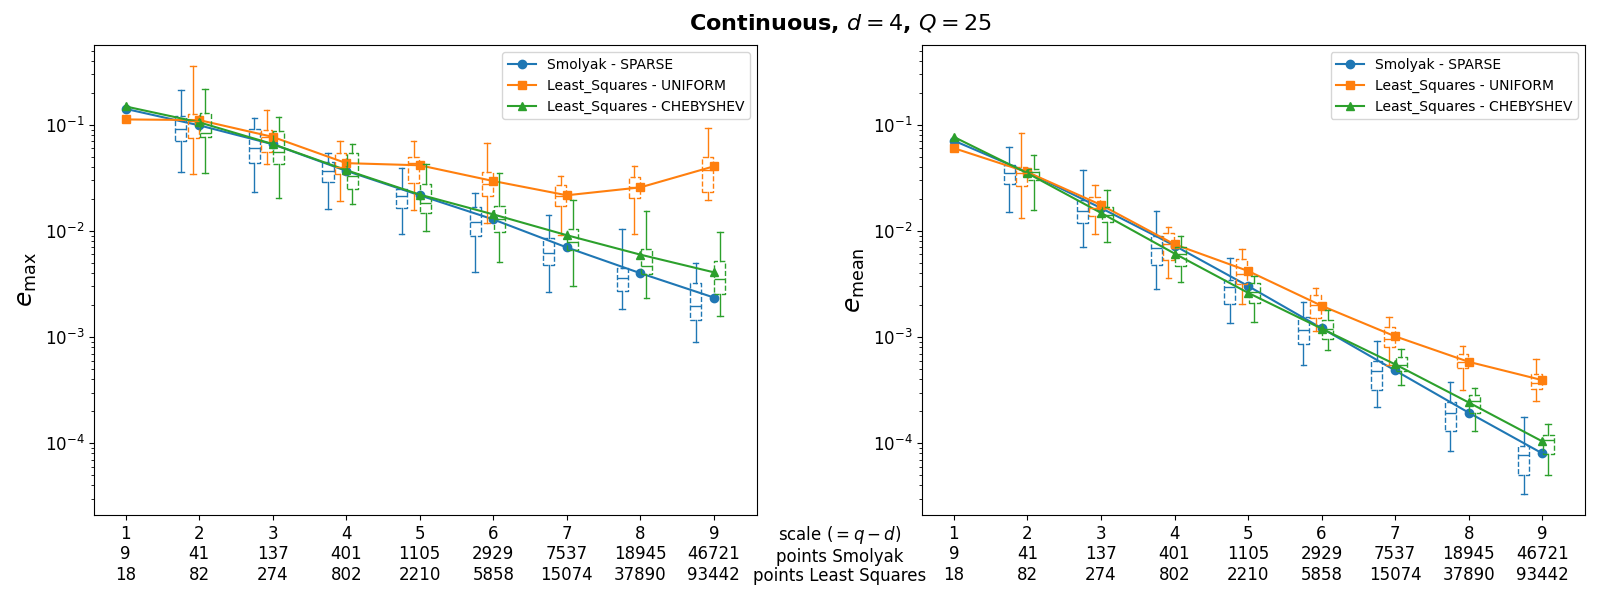 Continuous, d = 4, Q = 25
Smolyak - SPARSE
Least_Squares - UNIFORM
Least_Squares - CHEBYSHEV
10⁻¹
10⁻²
10⁻³
10⁻⁴
e_max
1 2 3 4 5 6 7 8 9
9 41 137 401 1105 2929 7537 18945 46721
18 82 274 802 2210 5858 15074 37890 93442
scale (= q − d)
points Smolyak
points Least Squares
Smolyak - SPARSE
Least_Squares - UNIFORM
Least_Squares - CHEBYSHEV
10⁻¹
10⁻²
10⁻³
10⁻⁴
e_mean
1 2 3 4 5 6 7 8 9
9 41 137 401 1105 2929 7537 18945 46721
18 82 274 802 2210 5858 15074 37890 93442